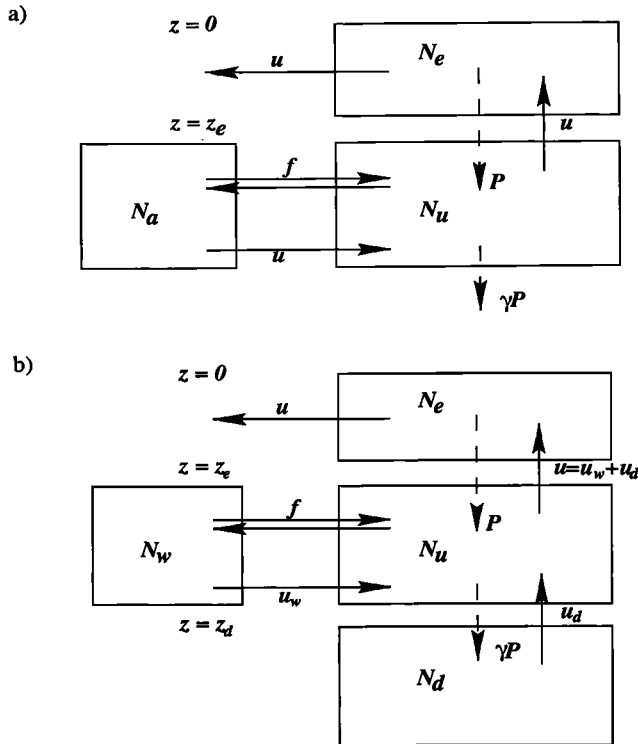 a)
z = 0
N_e
u
z = z_e
u
f
P
N_a
N_u
u
γP
b)
z = 0
N_e
u
z = z_e
u=u_w+u_d
f
P
N_w
N_u
u_w
u_d
z = z_d
γP
N_d